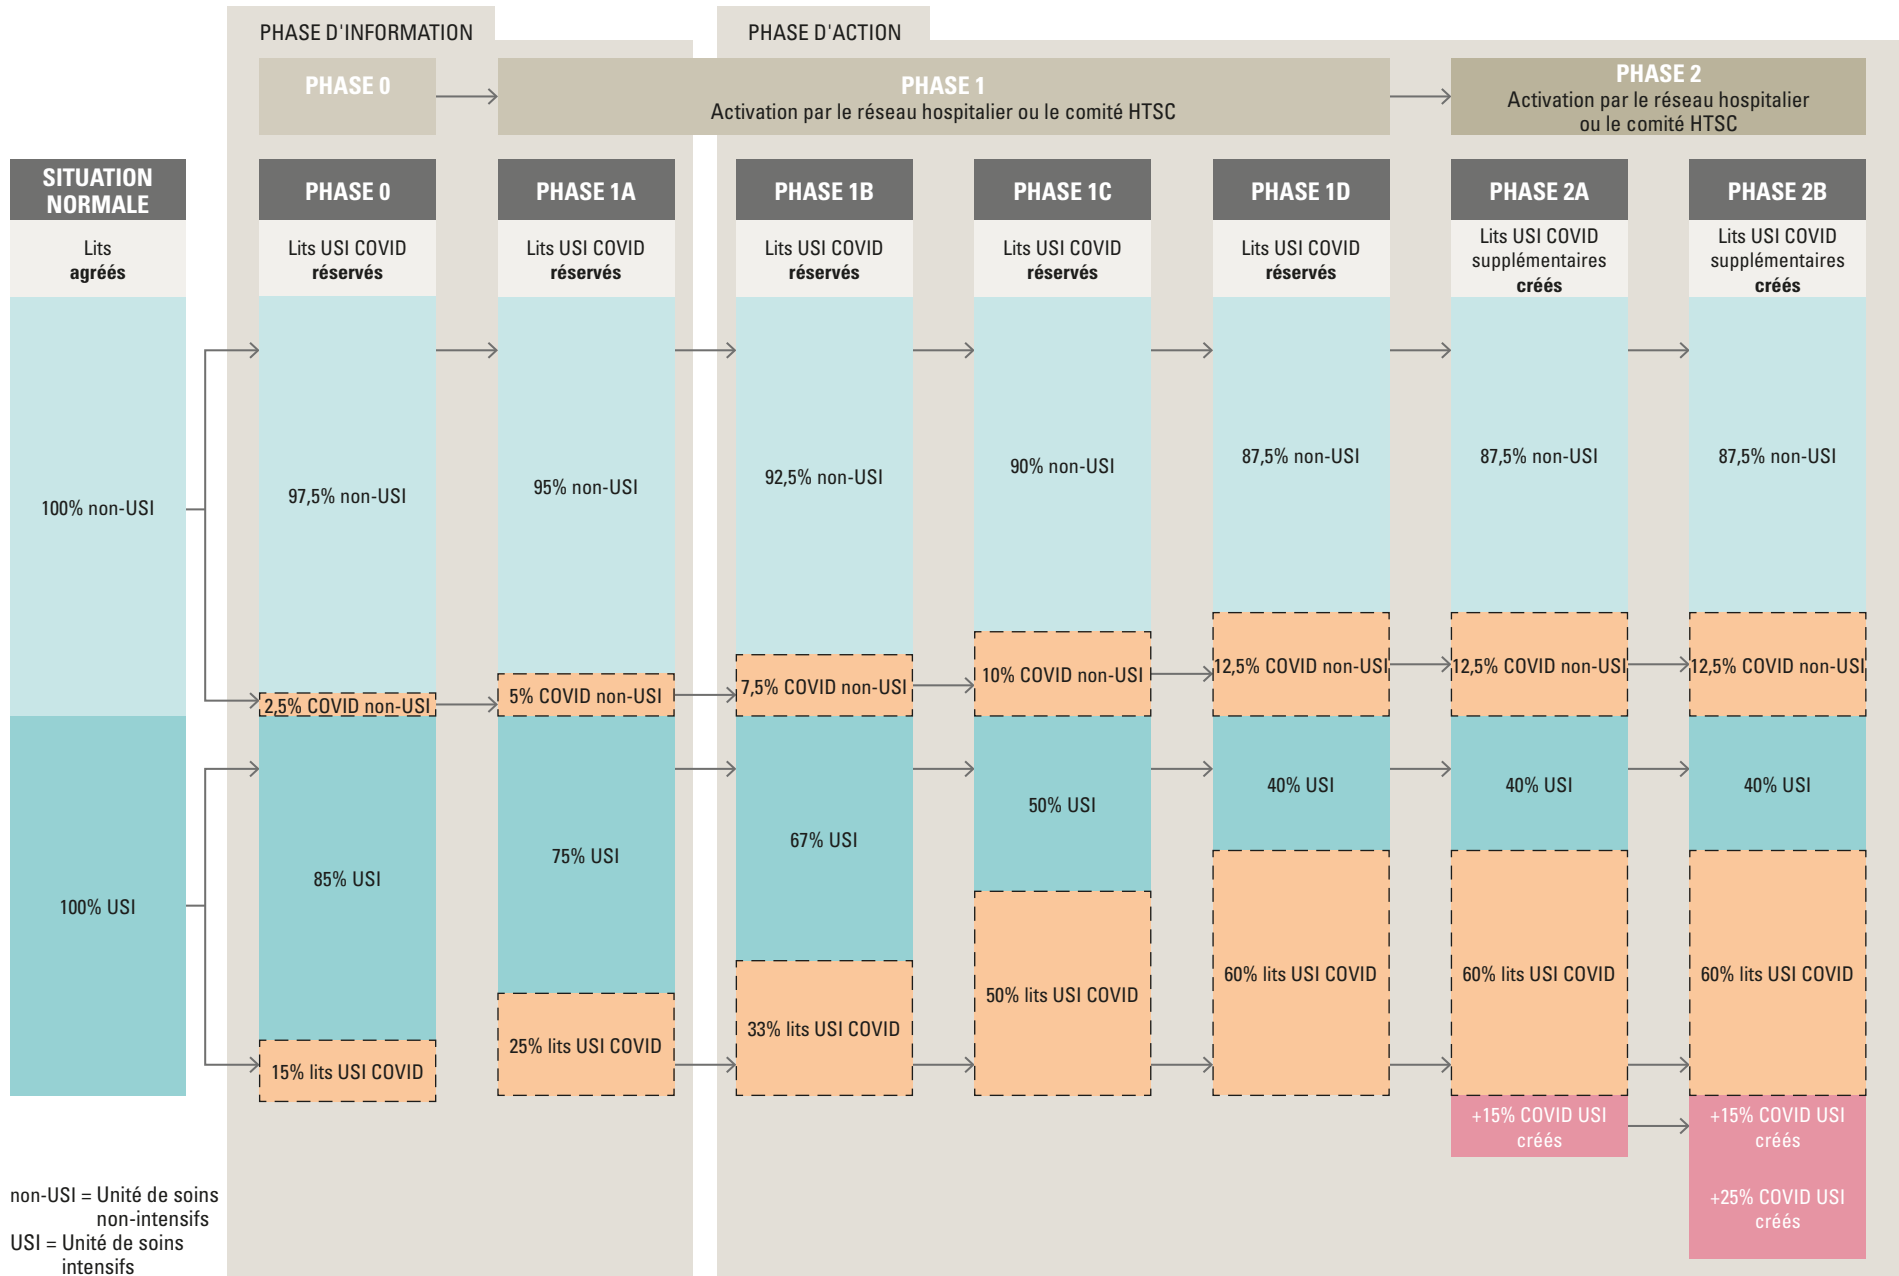 PHASE D'INFORMATION
PHASE D'ACTION
PHASE 0
PHASE 1
Activation par le réseau hospitalier ou le comité HTSC
PHASE 2
Activation par le réseau hospitalier
ou le comité HTSC
SITUATION
NORMALE
Lits
agréés
100% non-USI
100% USI
PHASE 0
Lits USI COVID
réservés
97,5% non-USI
2,5% COVID non-USI
85% USI
15% lits USI COVID
PHASE 1A
Lits USI COVID
réservés
95% non-USI
5% COVID non-USI
75% USI
25% lits USI COVID
PHASE 1B
Lits USI COVID
réservés
92,5% non-USI
7,5% COVID non-USI
67% USI
33% lits USI COVID
PHASE 1C
Lits USI COVID
réservés
90% non-USI
10% COVID non-USI
50% USI
50% lits USI COVID
PHASE 1D
Lits USI COVID
réservés
87,5% non-USI
12,5% COVID non-USI
40% USI
60% lits USI COVID
PHASE 2A
Lits USI COVID
supplémentaires
créés
87,5% non-USI
12,5% COVID non-USI
40% USI
60% lits USI COVID
+15% COVID USI
créés
PHASE 2B
Lits USI COVID
supplémentaires
créés
87,5% non-USI
12,5% COVID non-USI
40% USI
60% lits USI COVID
+15% COVID USI
créés
+25% COVID USI
créés
non-USI = Unité de soins
non-intensifs
USI = Unité de soins
intensifs